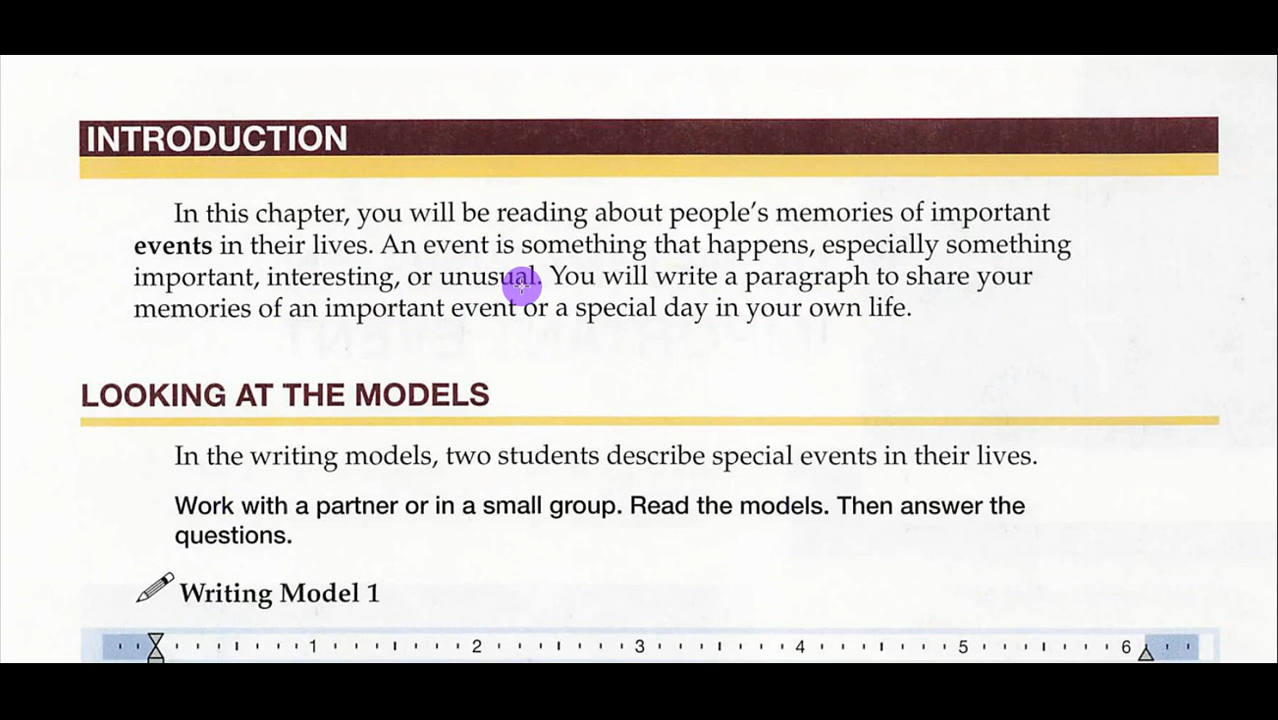 INTRODUCTION
In this chapter, you will be reading about people's memories of important
events in their lives. An event is something that happens, especially something
important, interesting, or unusual. You will write a paragraph to share your
memories of an important event or a special day in your own life.
LOOKING AT THE MODELS
In the writing models, two students describe special events in their lives.
Work with a partner or in a small group. Read the models. Then answer the
questions.
Writing Model 1
1 2 3 4 5 6